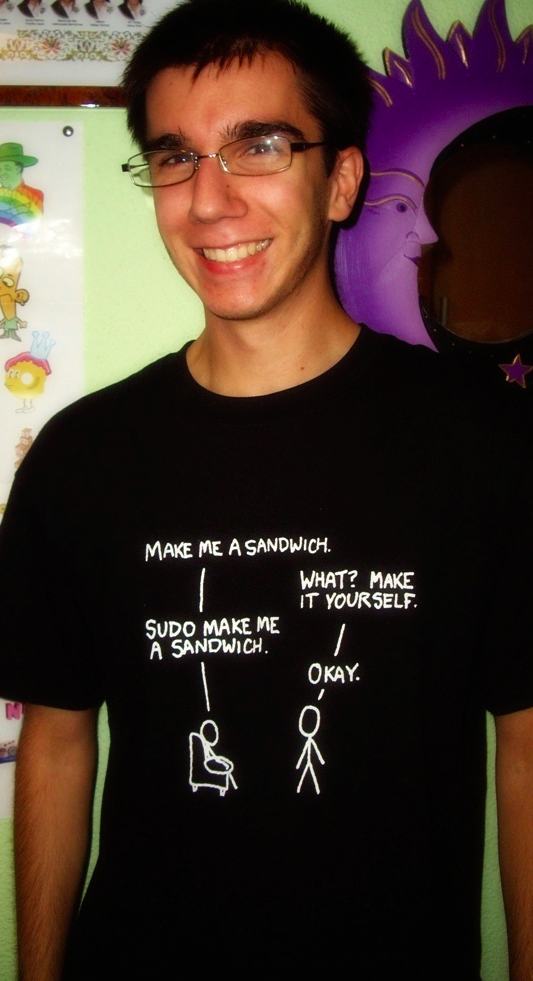 MAKE ME A SANDWICH.
WHAT? MAKE
IT YOURSELF.
SUDO MAKE ME
A SANDWICH.
OKAY.